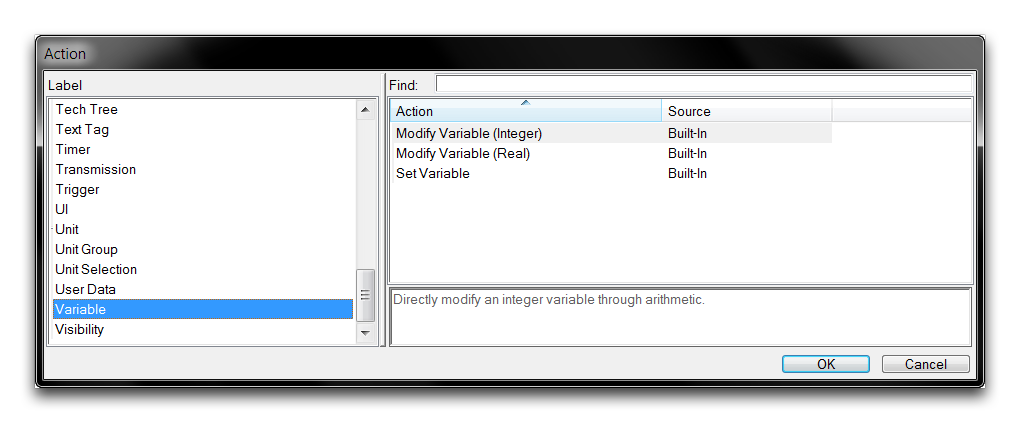 Action
Label
Tech Tree
Text Tag
Timer
Transmission
Trigger
UI
Unit
Unit Group
Unit Selection
User Data
Variable
Visibility
Find:
Action Source
Modify Variable (Integer) Built-In
Modify Variable (Real) Built-In
Set Variable Built-In
Directly modify an integer variable through arithmetic.
OK Cancel